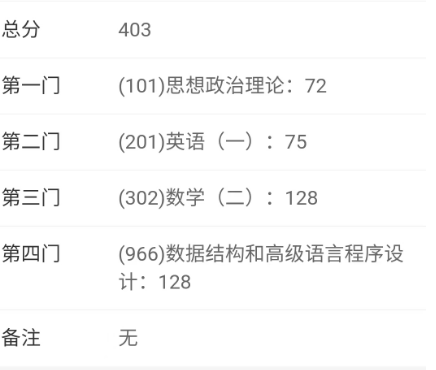 总分 403
第一门 (101)思想政治理论：72
第二门 (201)英语（一）：75
第三门 (302)数学（二）：128
第四门 (966)数据结构和高级语言程序设
计：128
备注 无